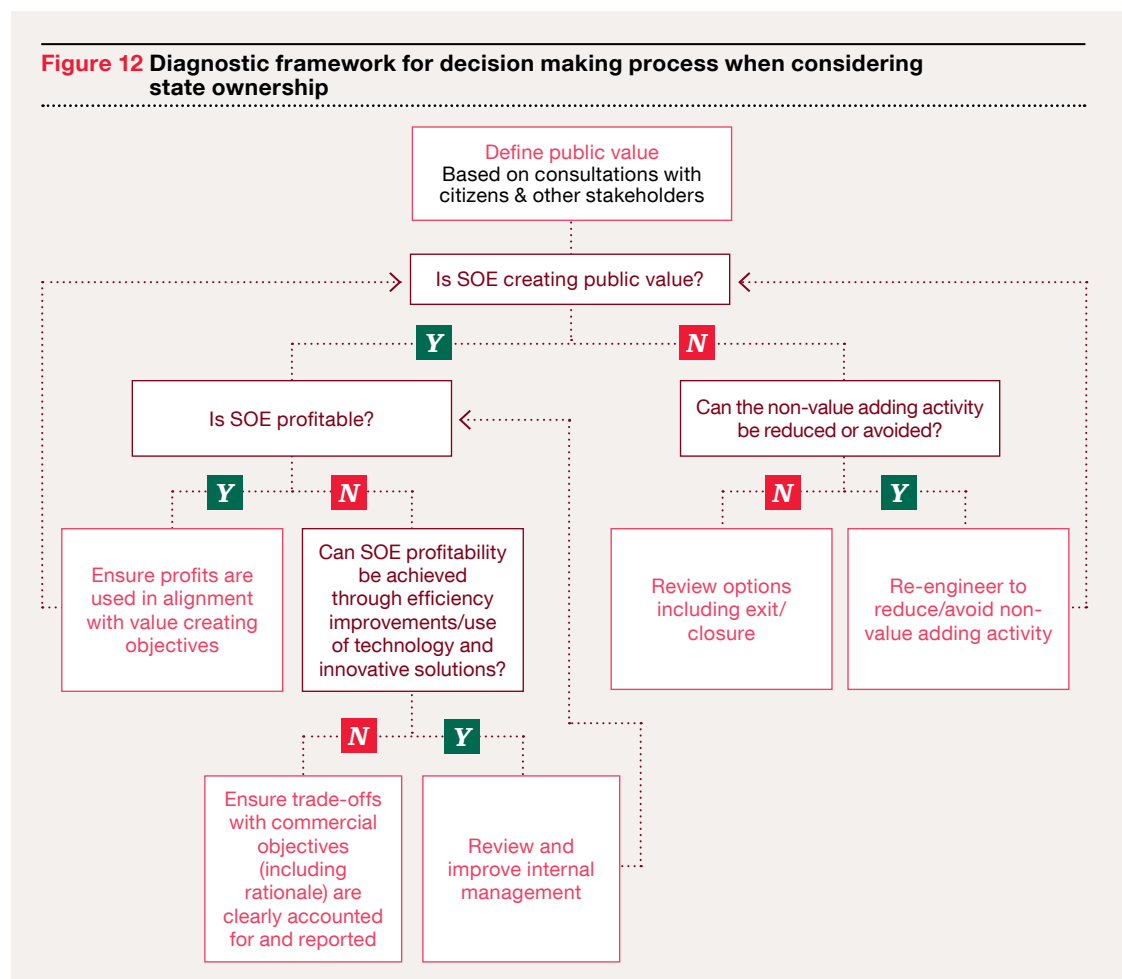 Figure 12 Diagnostic framework for decision making process when considering
state ownership
Define public value
Based on consultations with
citizens & other stakeholders
Is SOE creating public value?
Y
N
Is SOE profitable?
Can the non-value adding activity
be reduced or avoided?
Y
N
N
Y
Ensure profits are
used in alignment
with value creating
objectives
Can SOE profitability
be achieved
through efficiency
improvements/use
of technology and
innovative solutions?
Review options
including exit/
closure
Re-engineer to
reduce/avoid non-
value adding activity
N
Y
Ensure trade-offs
with commercial
objectives
(including
rationale) are
clearly accounted
for and reported
Review and
improve internal
management